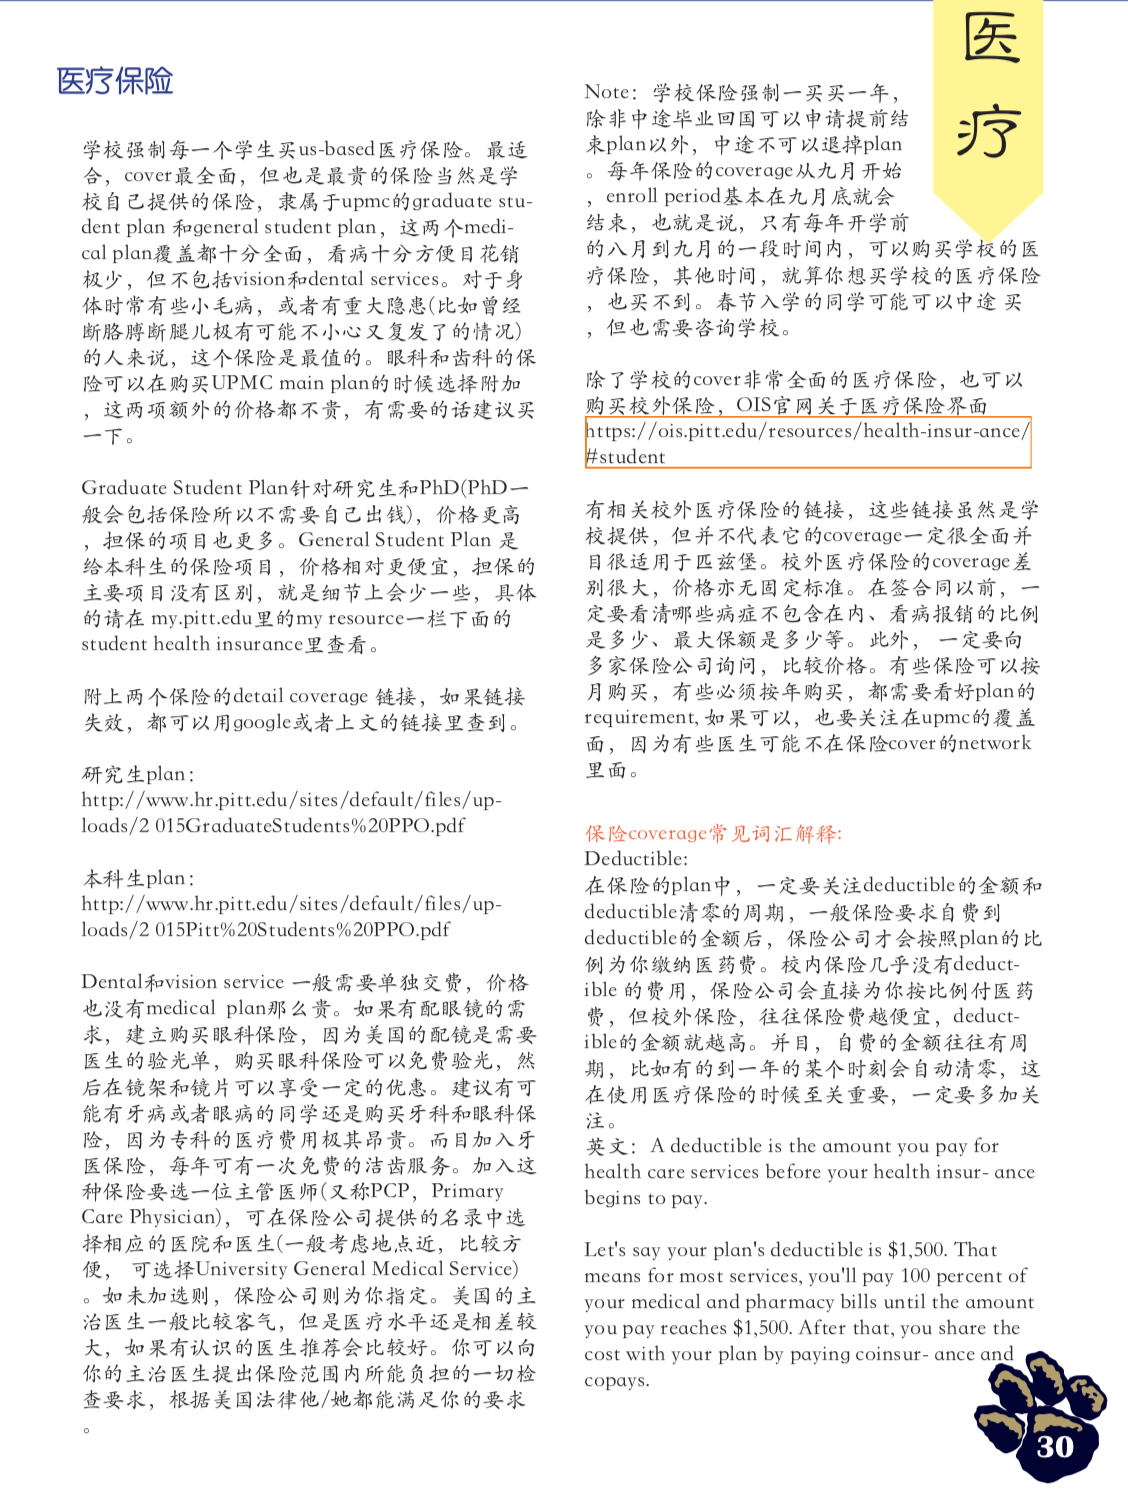 医
疗
医疗保险
学校强制每一个学生买us-based医疗保险。最适
合，cover最全面，但也是最贵的保险当然是学
校自己提供的保险，隶属于upmc的graduate stu-
dent plan 和general student plan，这两个medi-
cal plan覆盖都十分全面，看病十分方便目花销
极少，但不包括vision和dental services。对于身
体时常有些小毛病，或者有重大隐患(比如曾经
断胳膊断腿儿极有可能不小心又复发了的情况)
的人来说，这个保险是最值的。眼科和齿科的保
险可以在购买UPMC main plan的时候选择附加
，这两项额外的价格都不贵，有需要的话建议买
一下。
Graduate Student Plan针对研究生和PhD(PhD一
般会包括保险所以不需要自己出钱)，价格更高
，担保的项目也更多。General Student Plan 是
给本科生的保险项目，价格相对更便宜，担保的
主要项目没有区别，就是细节上会少一些，具体
的请在 my.pitt.edu里的my resource一栏下面的
student health insurance里查看。
附上两个保险的detail coverage 链接，如果链接
失效，都可以用google或者上文的链接里查到。
研究生plan：
http://www.hr.pitt.edu/sites/default/files/up-
loads/2 015GraduateStudents%20PPO.pdf
本科生plan：
http://www.hr.pitt.edu/sites/default/files/up-
loads/2 015Pitt%20Students%20PPO.pdf
Dental和vision service 一般需要单独交费，价格
也没有medical plan那么贵。如果有配眼镜的需
求，建立购买眼科保险，因为美国的配镜是需要
医生的验光单，购买眼科保险可以免费验光，然
后在镜架和镜片可以享受一定的优惠。建议有可
能有牙病或者眼病的同学还是购买牙科和眼科保
险，因为专科的医疗费用极其昂贵。而目加入牙
医保险，每年可有一次免费的洁齿服务。加入这
种保险要选一位主管医师(又称PCP，Primary
Care Physician)，可在保险公司提供的名录中选
择相应的医院和医生(一般考虑地点近，比较方
便， 可选择University General Medical Service)
。如未加选则，保险公司则为你指定。美国的主
治医生一般比较客气，但是医疗水平还是相差较
大，如果有认识的医生推荐会比较好。你可以向
你的主治医生提出保险范围内所能负担的一切检
查要求，根据美国法律他/她都能满足你的要求
。
Note：学校保险强制一买买一年，
除非中途毕业回国可以申请提前结
束plan以外，中途不可以退掉plan
。每年保险的coverage从九月开始
，enroll period基本在九月底就会
结束，也就是说，只有每年开学前
的八月到九月的一段时间内，可以购买学校的医
疗保险，其他时间，就算你想买学校的医疗保险
，也买不到。春节入学的同学可能可以中途 买
，但也需要咨询学校。
除了学校的cover非常全面的医疗保险，也可以
购买校外保险，OIS官网关于医疗保险界面
https://ois.pitt.edu/resources/health-insur-ance/
#student
有相关校外医疗保险的链接，这些链接虽然是学
校提供，但并不代表它的coverage一定很全面并
目很适用于匹兹堡。校外医疗保险的coverage差
别很大，价格亦无固定标准。在签合同以前，一
定要看清哪些病症不包含在内、看病报销的比例
是多少、最大保额是多少等。此外， 一定要向
多家保险公司询问，比较价格。有些保险可以按
月购买，有些必须按年购买，都需要看好plan的
requirement, 如果可以，也要关注在upmc的覆盖
面，因为有些医生可能不在保险cover的network
里面。
保险coverage常见词汇解释:
Deductible:
在保险的plan中，一定要关注deductible的金额和
deductible清零的周期，一般保险要求自费到
deductible的金额后，保险公司才会按照plan的比
例为你缴纳医药费。校内保险几乎没有deduct-
ible 的费用，保险公司会直接为你按比例付医药
费，但校外保险，往往保险费越便宜，deduct-
ible的金额就越高。并目，自费的金额往往有周
期，比如有的到一年的某个时刻会自动清零，这
在使用医疗保险的时候至关重要，一定要多加关
注。
英文：A deductible is the amount you pay for
health care services before your health insur- ance
begins to pay.
Let's say your plan's deductible is $1,500. That
means for most services, you'll pay 100 percent of
your medical and pharmacy bills until the amount
you pay reaches $1,500. After that, you share the
cost with your plan by paying coinsur- ance and
copays.
30